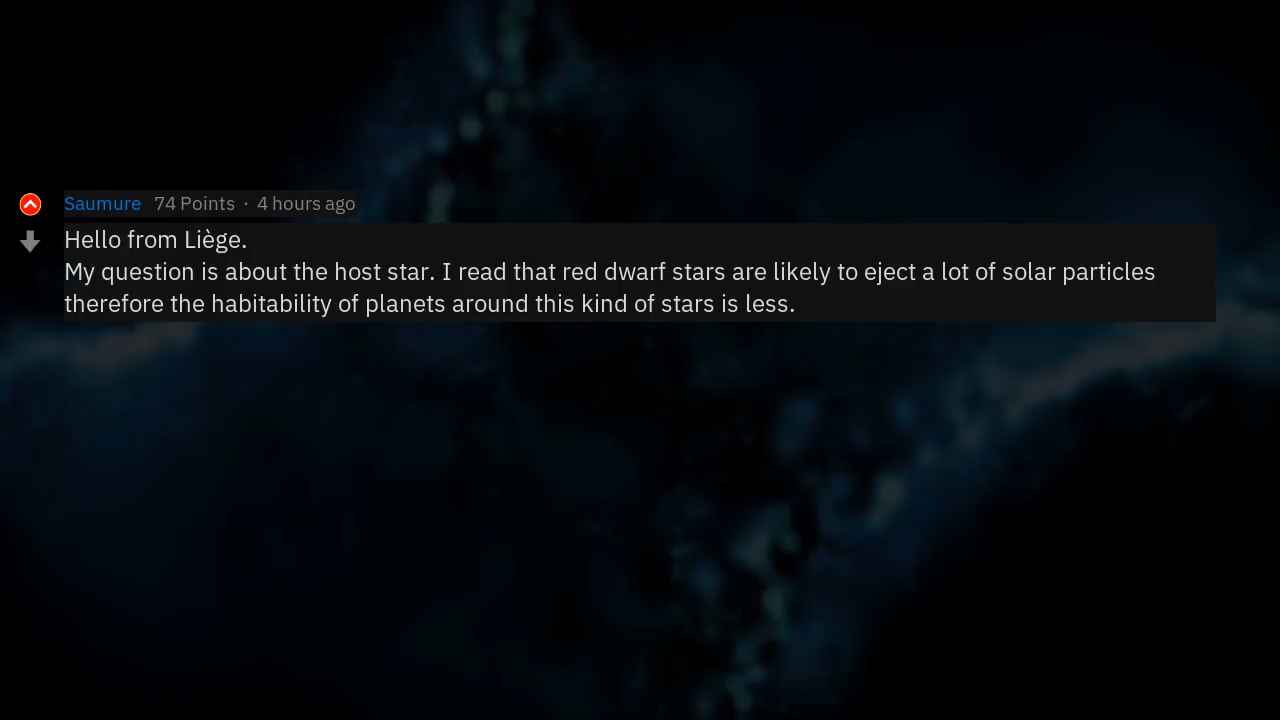 Saumure 74 Points · 4 hours ago
Hello from Liège.
My question is about the host star. I read that red dwarf stars are likely to eject a lot of solar particles
therefore the habitability of planets around this kind of stars is less.